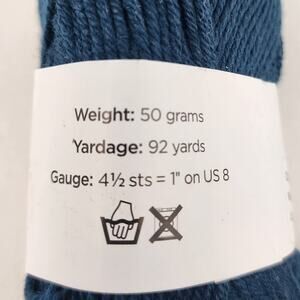 Weight: 50 grams
Yardage: 92 yards
Gauge: 4½ sts = 1" on US 8